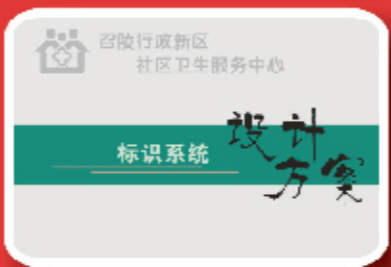 召陵行政新区
社区卫生服务中心
标识系统
设计
方案